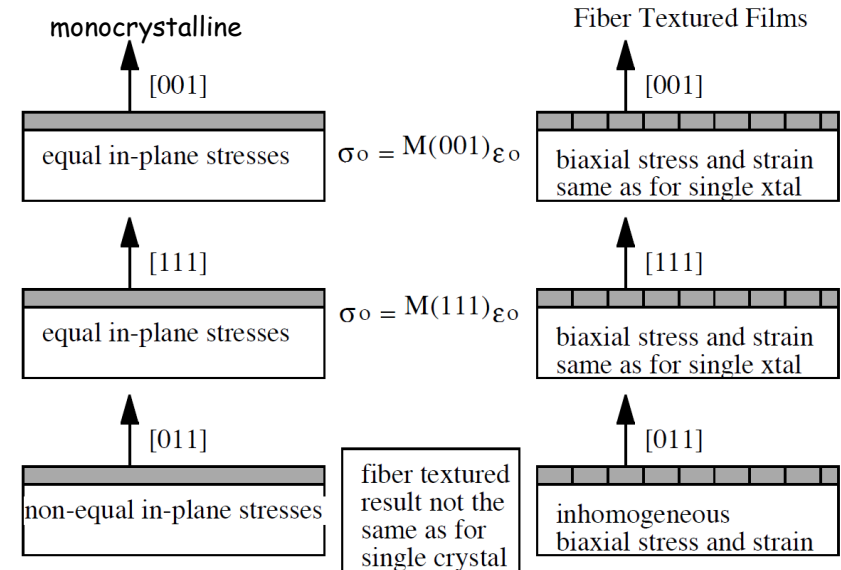 monocrystalline
Fiber Textured Films
[001]
[001]
equal in-plane stresses
σo = M(001)εo
biaxial stress and strain
same as for single xtal
[111]
[111]
equal in-plane stresses
σo = M(111)εo
biaxial stress and strain
same as for single xtal
[011]
[011]
non-equal in-plane stresses
fiber textured
result not the
same as for
single crystal
inhomogeneous
biaxial stress and strain